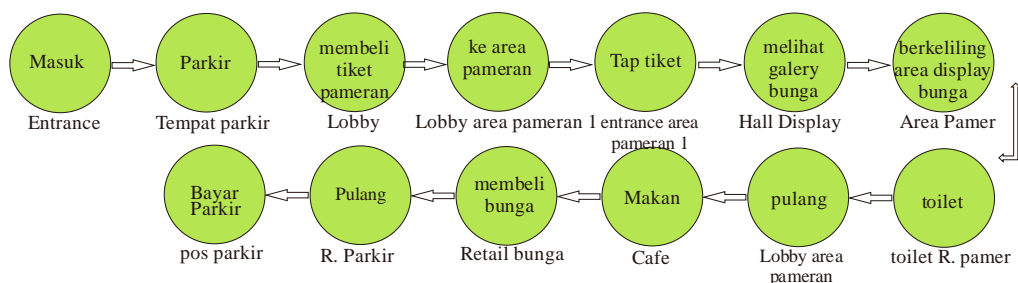 Masuk
Parkir
membeli
tiket
pameran
ke area
pameran
Tap tiket
melihat
galery
bunga
berkeliling
area display
bunga
Entrance
Tempat parkir
Lobby
Lobby area pameran 1
entrance area
pameran 1
Hall Display
Area Pamer
Bayar
Parkir
Pulang
membeli
bunga
Makan
pulang
toilet
pos parkir
R. Parkir
Retail bunga
Cafe
Lobby area
pameran
toilet R. pamer